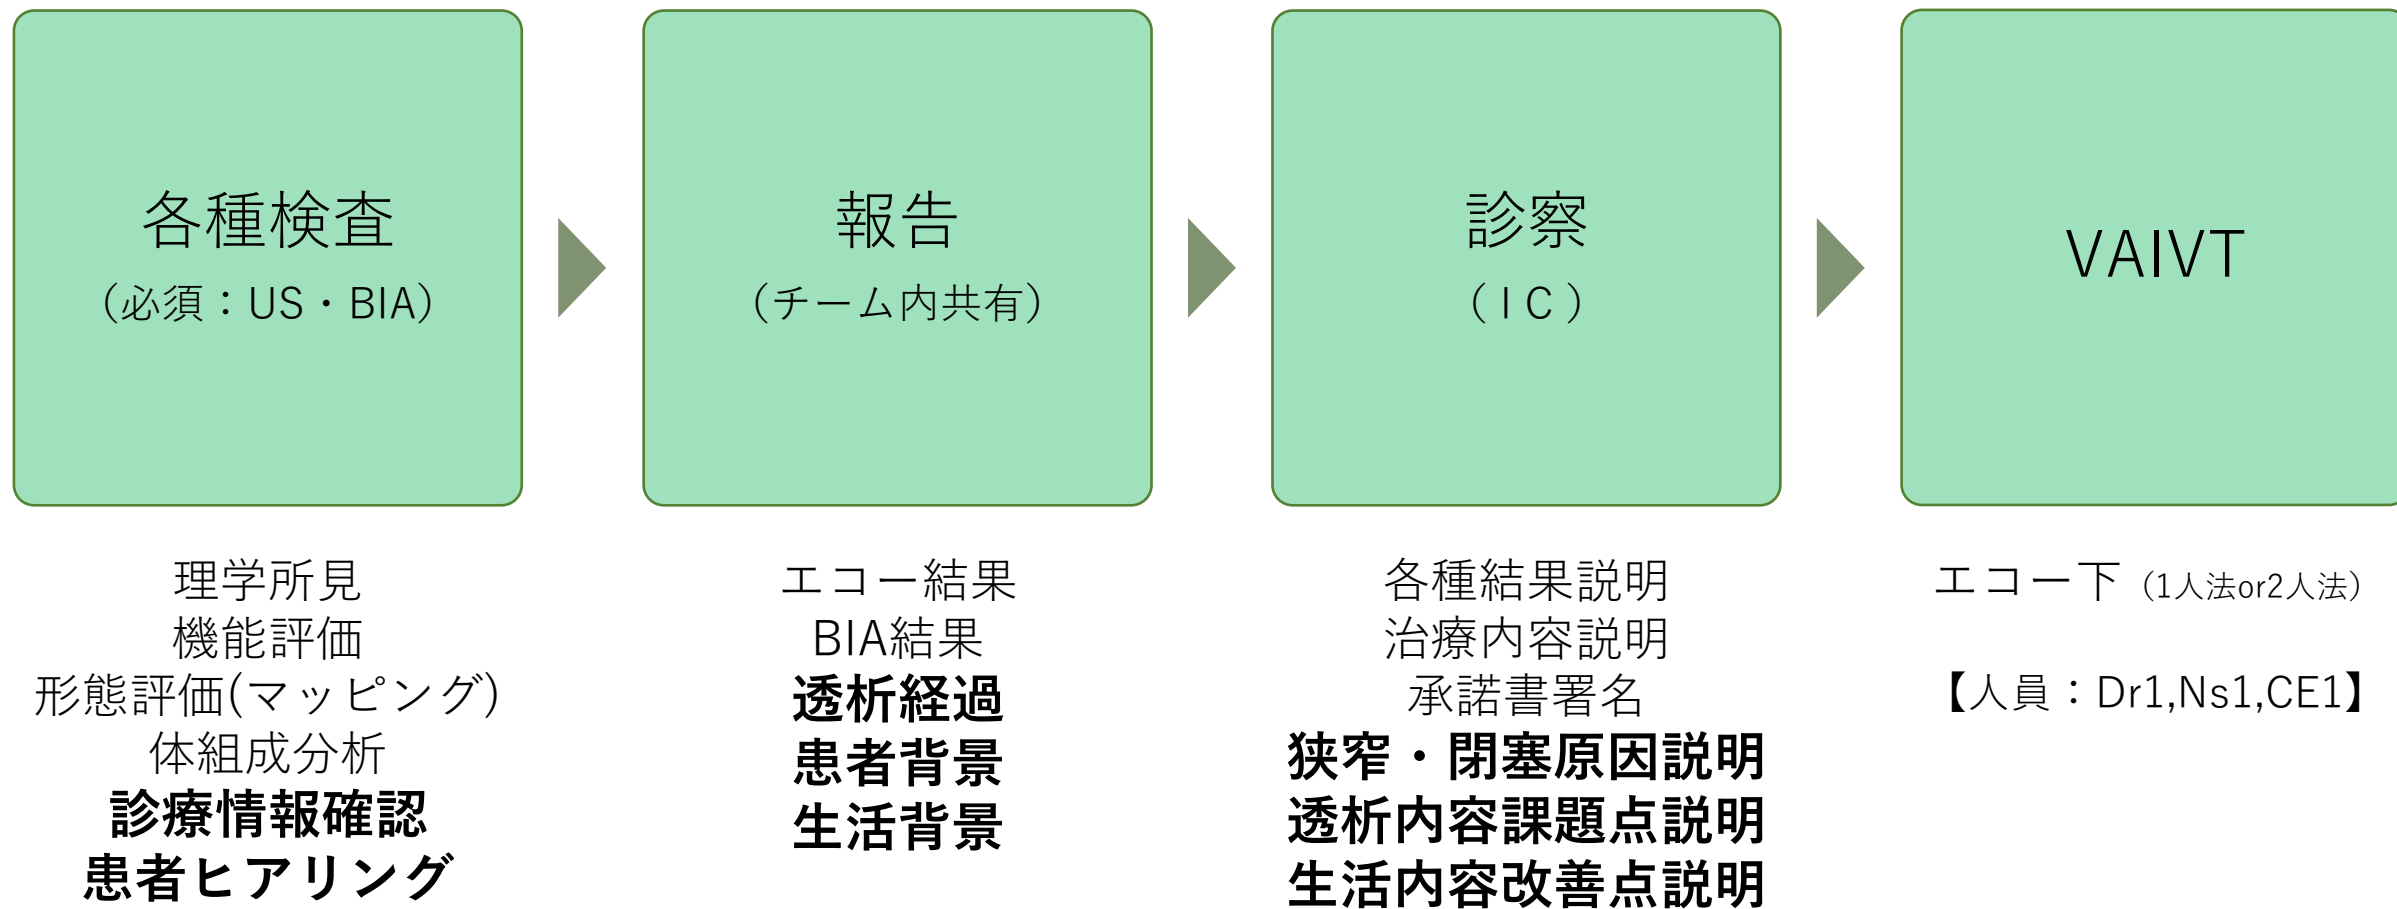 各種検査
（必須：US・BIA）
理学所見
機能評価
形態評価(マッピング)
体組成分析
診療情報確認
患者ヒアリング
報告
（チーム内共有）
エコー結果
BIA結果
透析経過
患者背景
生活背景
診察
（ＩＣ）
各種結果説明
治療内容説明
承諾書署名
狭窄・閉塞原因説明
透析内容課題点説明
生活内容改善点説明
VAIVT
エコー下（1人法or2人法）
【人員：Dr1,Ns1,CE1】